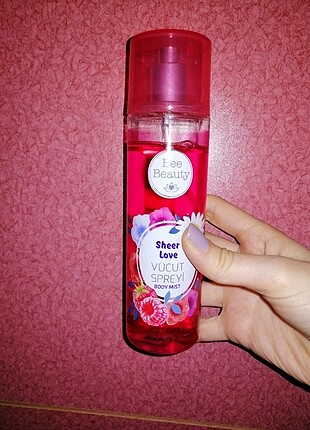 Bee
Beauty
Sheer
Love
VÜCUT
SPREYİ
BODY MIST